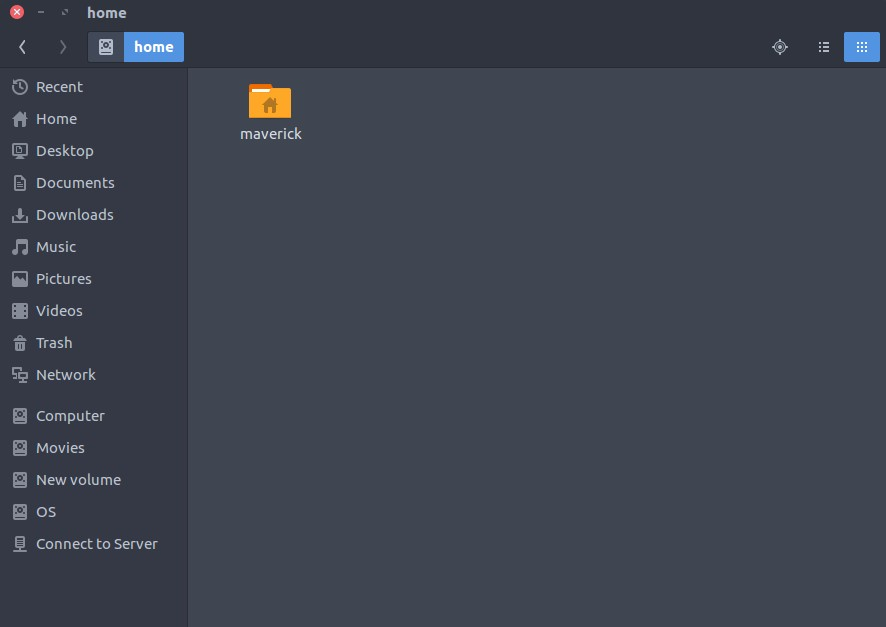 home
home
Recent
Home
Desktop
Documents
Downloads
Music
Pictures
Videos
Trash
Network
Computer
Movies
New volume
OS
Connect to Server
maverick